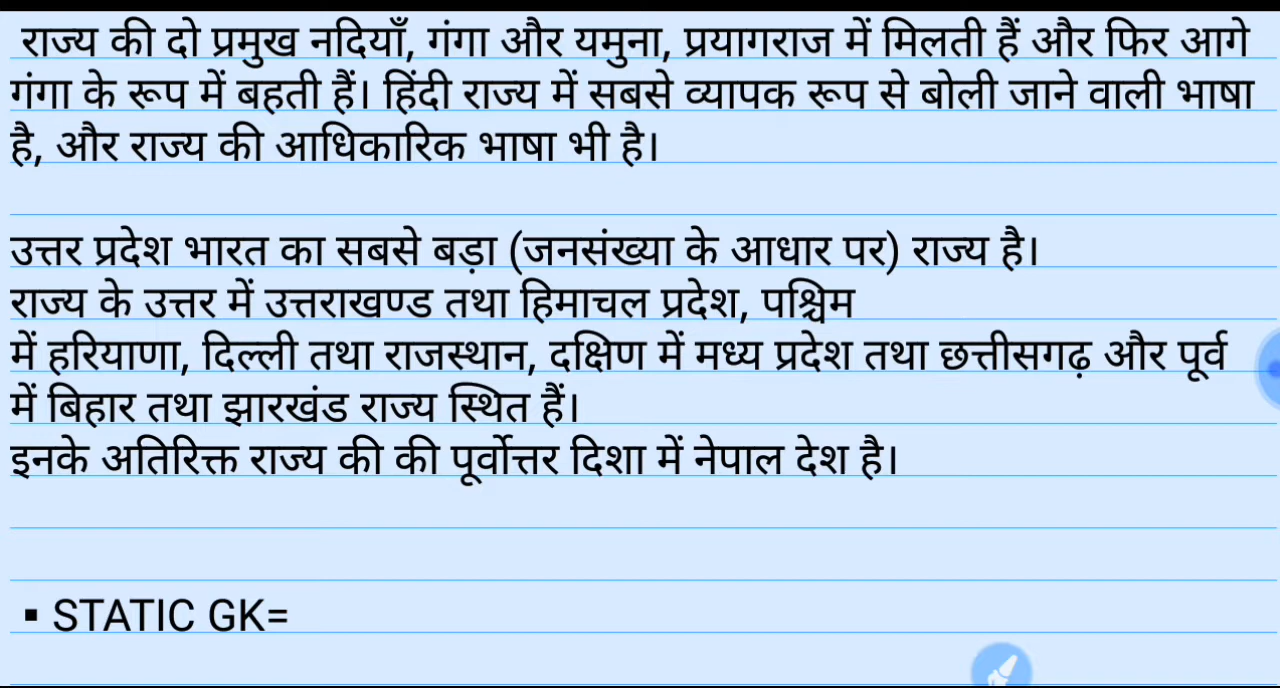 राज्य की दो प्रमुख नदियाँ, गंगा और यमुना, प्रयागराज में मिलती हैं और फिर आगे
गंगा के रूप में बहती हैं। हिंदी राज्य में सबसे व्यापक रूप से बोली जाने वाली भाषा
है, और राज्य की आधिकारिक भाषा भी है।
उत्तर प्रदेश भारत का सबसे बड़ा (जनसंख्या के आधार पर) राज्य है।
राज्य के उत्तर में उत्तराखण्ड तथा हिमाचल प्रदेश, पश्चिम
में हरियाणा, दिल्ली तथा राजस्थान, दक्षिण में मध्य प्रदेश तथा छत्तीसगढ़ और पूर्व
में बिहार तथा झारखंड राज्य स्थित हैं।
इनके अतिरिक्त राज्य की की पूर्वोत्तर दिशा में नेपाल देश है।
▪ STATIC GK=